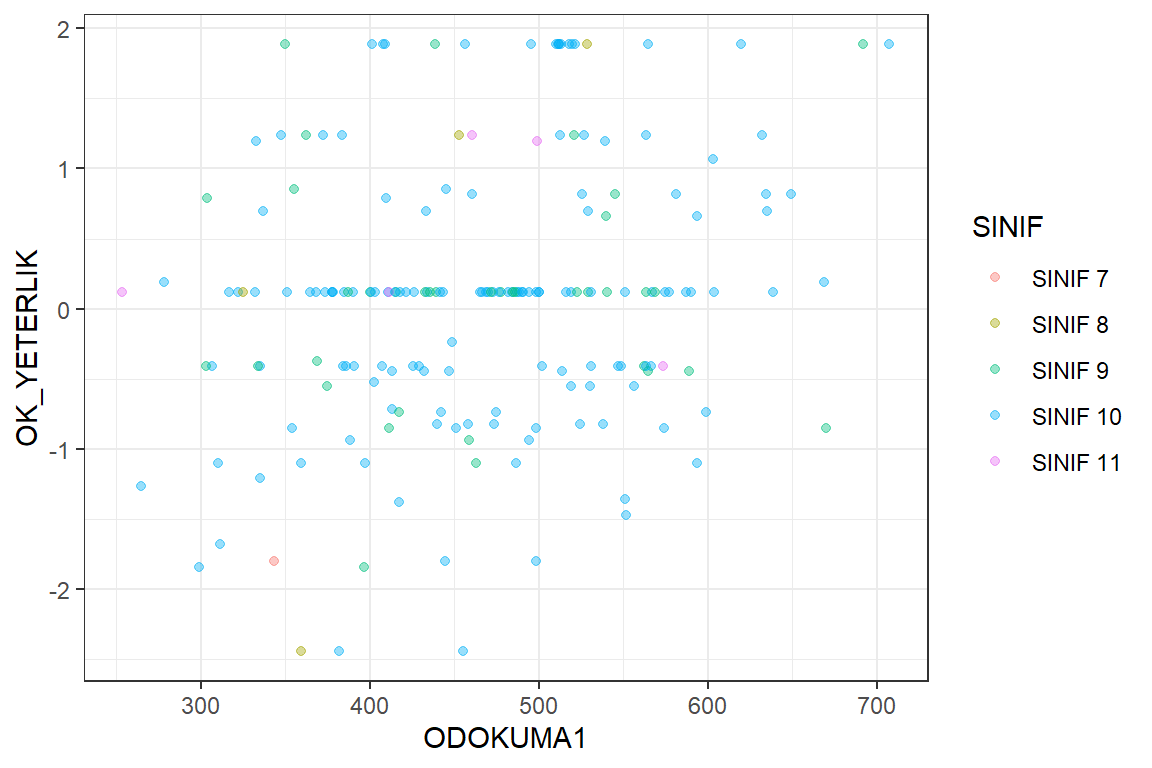 2
1
0
-1
-2
OK_YETERLIK
300 400 500 600 700
ODOKUMA1
SINIF
SINIF 7
SINIF 8
SINIF 9
SINIF 10
SINIF 11